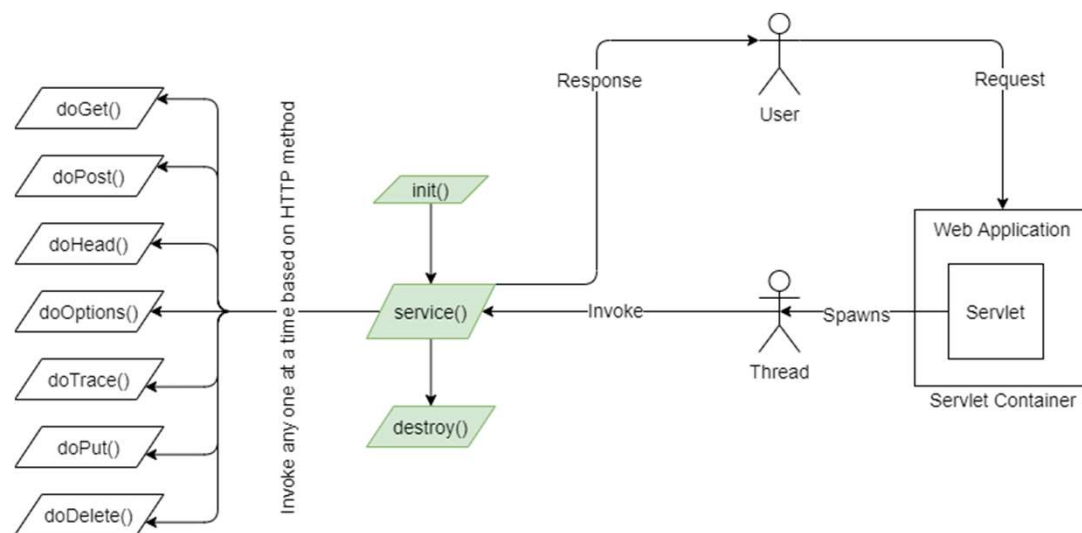 doGet()
doPost()
doHead()
doOptions()
doTrace()
doPut()
doDelete()
Invoke any one at a time based on HTTP method
init()
service()
destroy()
Response
User
Request
Invoke
Thread
Spawns
Web Application
Servlet
Servlet Container